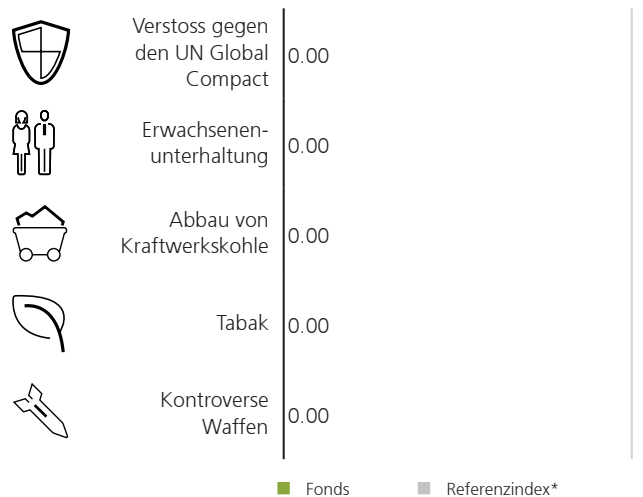 Verstoss gegen
den UN Global
Compact
0.00
Erwachsenen-
unterhaltung
0.00
Abbau von
Kraftwerkskohle
0.00
Tabak
0.00
Kontroverse
Waffen
0.00
Fonds
Referenzindex*